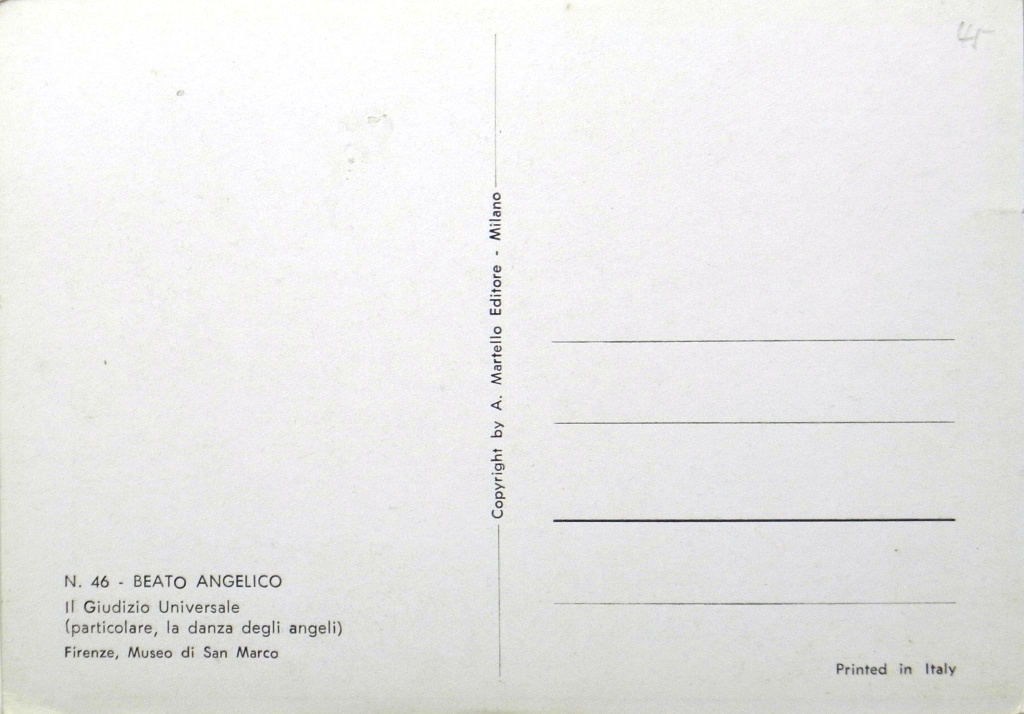 N. 46 - BEATO ANGELICO
Il Giudizio Universale
(particolare, la danza degli angeli)
Firenze, Museo di San Marco
Copyright by A. Martello Editore - Milano
45
Printed in Italy